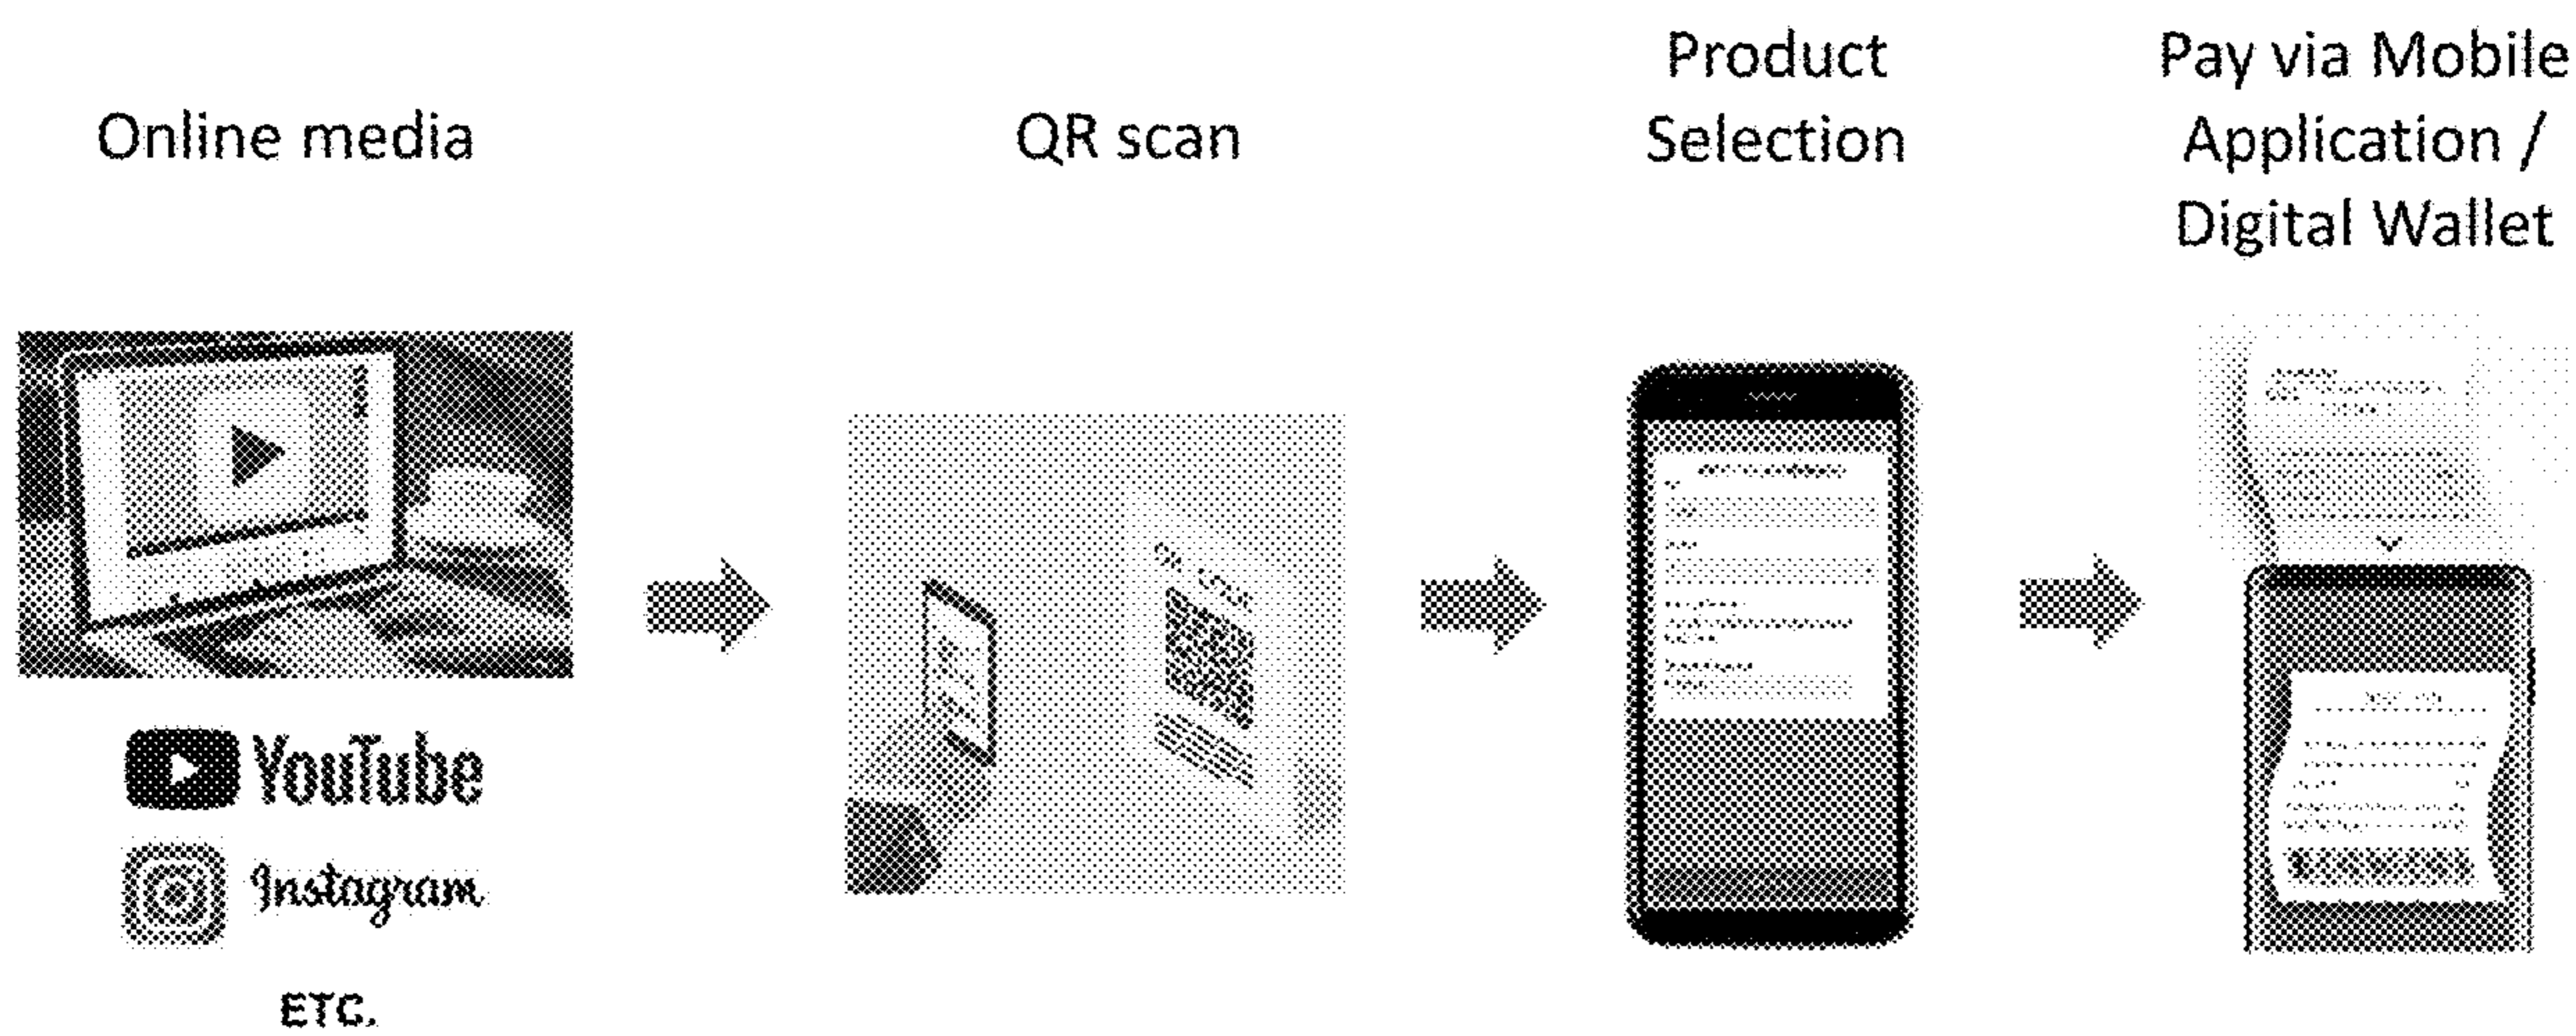 Online media
QR scan
Product
Selection
Pay via Mobile
Application /
Digital Wallet
YouTube
Instagram
ETC.